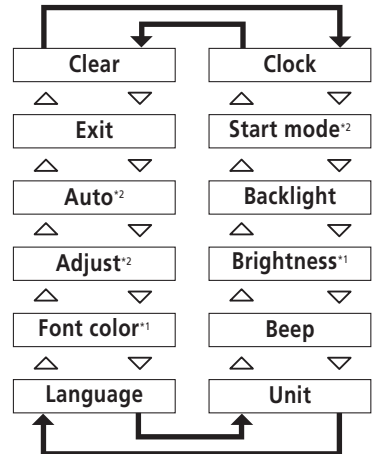 Clear
Exit
Auto*2
Adjust*2
Font color*1
Language
Clock
Start mode*2
Backlight
Brightness*1
Beep
Unit